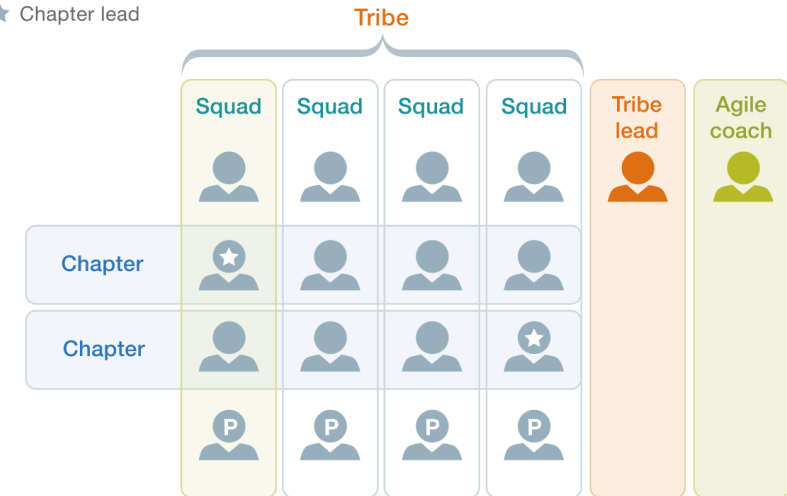 Chapter lead
Tribe
Squad
Squad
Squad
Squad
Tribe
lead
Agile
coach
Chapter
Chapter
P
P
P
P